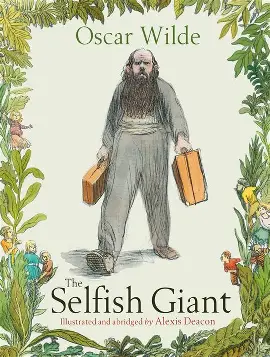 Oscar Wilde
The
Selfish Giant
Illustrated and abridged by Alexis Deacon